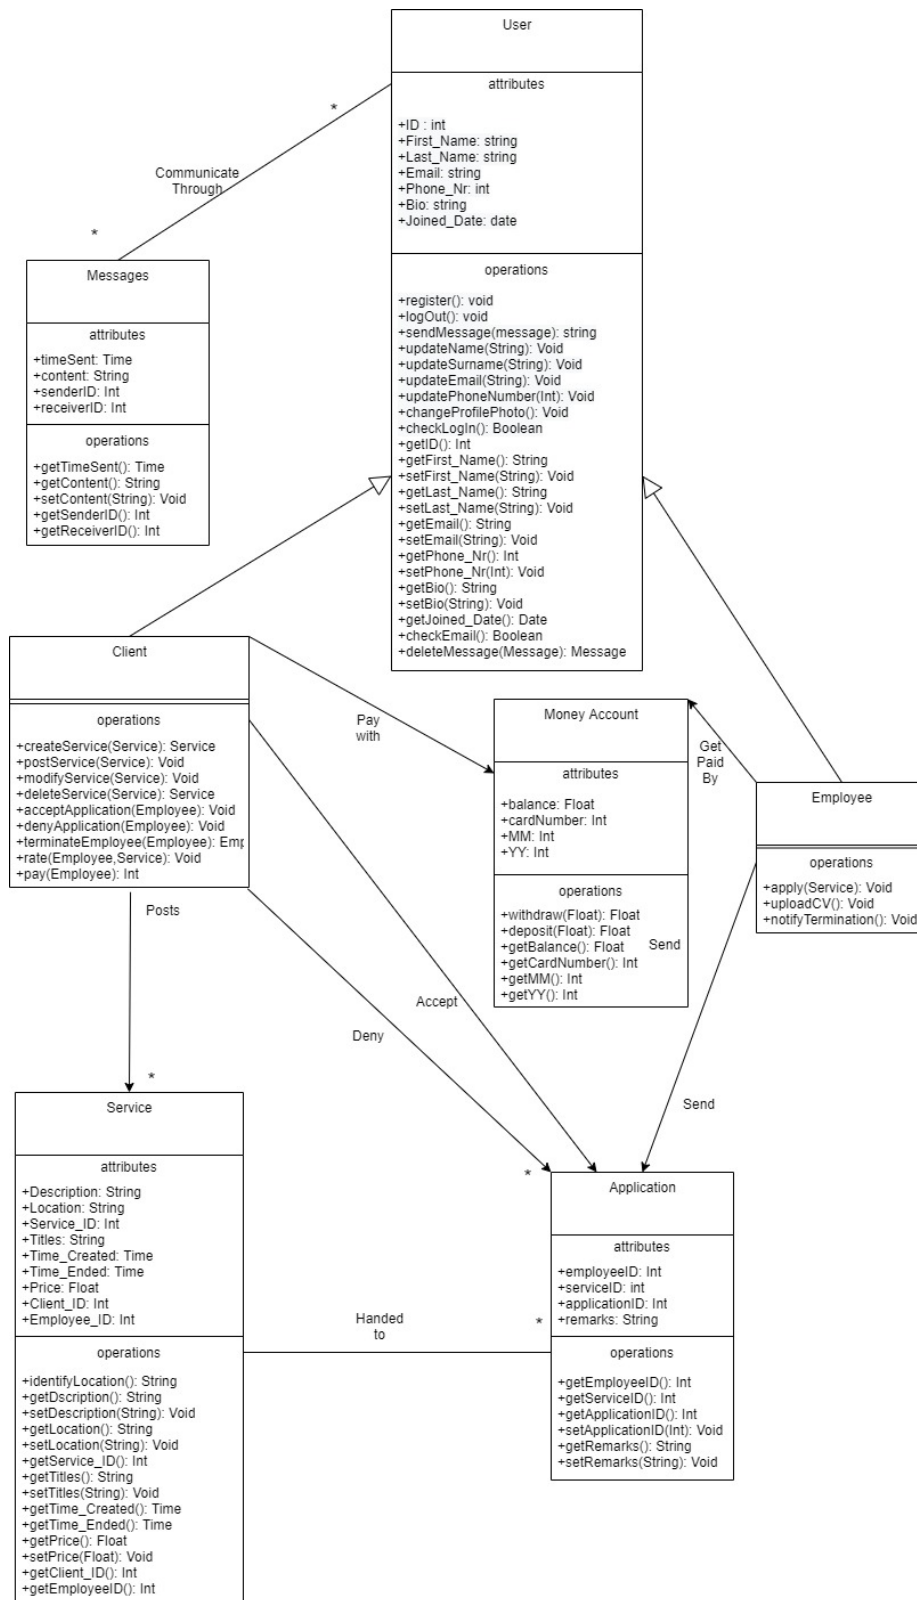 User
attributes
+ID : int
+First_Name: string
+Last_Name: string
+Email: string
+Phone_Nr: int
+Bio: string
+Joined_Date: date
operations
+register(): void
+logOut(): void
+sendMessage(message): string
+updateName(String): Void
+updateSurname(String): Void
+updateEmail(String): Void
+updatePhoneNumber(Int): Void
+changeProfilePhoto(): Void
+checkLogIn(): Boolean
+getID(): Int
+getFirst_Name(): String
+setFirst_Name(String): Void
+getLast_Name(): String
+setLast_Name(String): Void
+getEmail(): String
+setEmail(String): Void
+getPhone_Nr(): Int
+setPhone_Nr(Int): Void
+getBio(): String
+setBio(String): Void
+getJoined_Date(): Date
+checkEmail(): Boolean
+deleteMessage(Message): Message
*
Communicate
Through
*
Messages
attributes
+timeSent: Time
+content: String
+senderID: Int
+receiverID: Int
operations
+getTimeSent(): Time
+getContent(): String
+setContent(String): Void
+getSenderID(): Int
+getReceiverID(): Int
Client
operations
+createService(Service): Service
+postService(Service): Void
+modifyService(Service): Void
+deleteService(Service): Service
+acceptApplication(Employee): Void
+denyApplication(Employee): Void
+terminateEmployee(Employee): Emp
+rate(Employee,Service): Void
+pay(Employee): Int
Pay
with
Money Account
attributes
+balance: Float
+cardNumber: Int
+MM: Int
+YY: Int
operations
+withdraw(Float): Float
+deposit(Float): Float
+getBalance(): Float
+getCardNumber(): Int
+getMM(): Int
+getYY(): Int
Send
Get
Paid
By
Employee
operations
+apply(Service): Void
+uploadCV(): Void
+notifyTermination(): Void
Posts
Accept
Deny
Send
*
Service
attributes
+Description: String
+Location: String
+Service_ID: Int
+Titles: String
+Time_Created: Time
+Time_Ended: Time
+Price: Float
+Client_ID: Int
+Employee_ID: Int
operations
+identifyLocation(): String
+getDscription(): String
+setDescription(String): Void
+getLocation(): String
+setLocation(String): Void
+getService_ID(): Int
+getTitles(): String
+setTitles(String): Void
+getTime_Created(): Time
+getTime_Ended(): Time
+getPrice(): Float
+setPrice(Float): Void
+getClient_ID(): Int
+getEmployeeID(): Int
Handed
to
*
*
Application
attributes
+employeeID: Int
+serviceID: int
+applicationID: Int
+remarks: String
operations
+getEmployeeID(): Int
+getServiceID(): Int
+getApplicationID(): Int
+setApplicationID(Int): Void
+getRemarks(): String
+setRemarks(String): Void